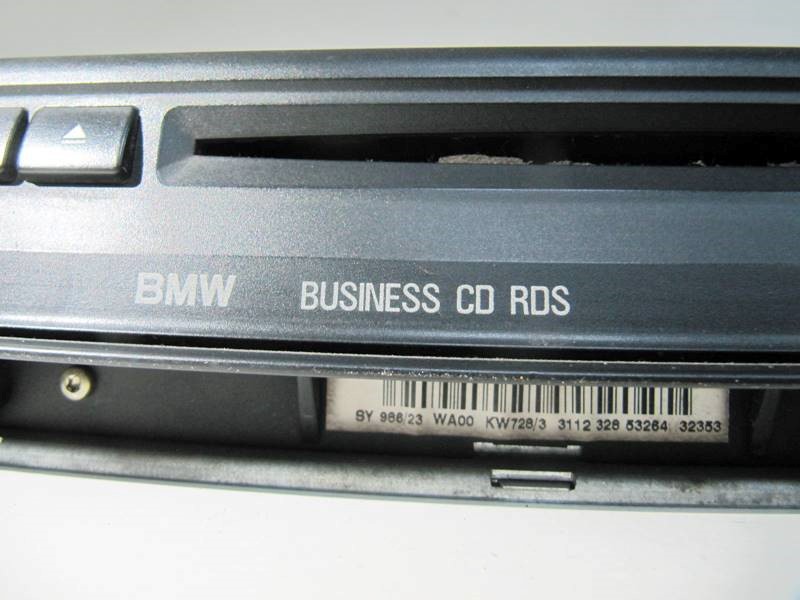 BMW BUSINESS CD RDS
SY 986/23 WA00 KW728/3 3112 328 53264 32353